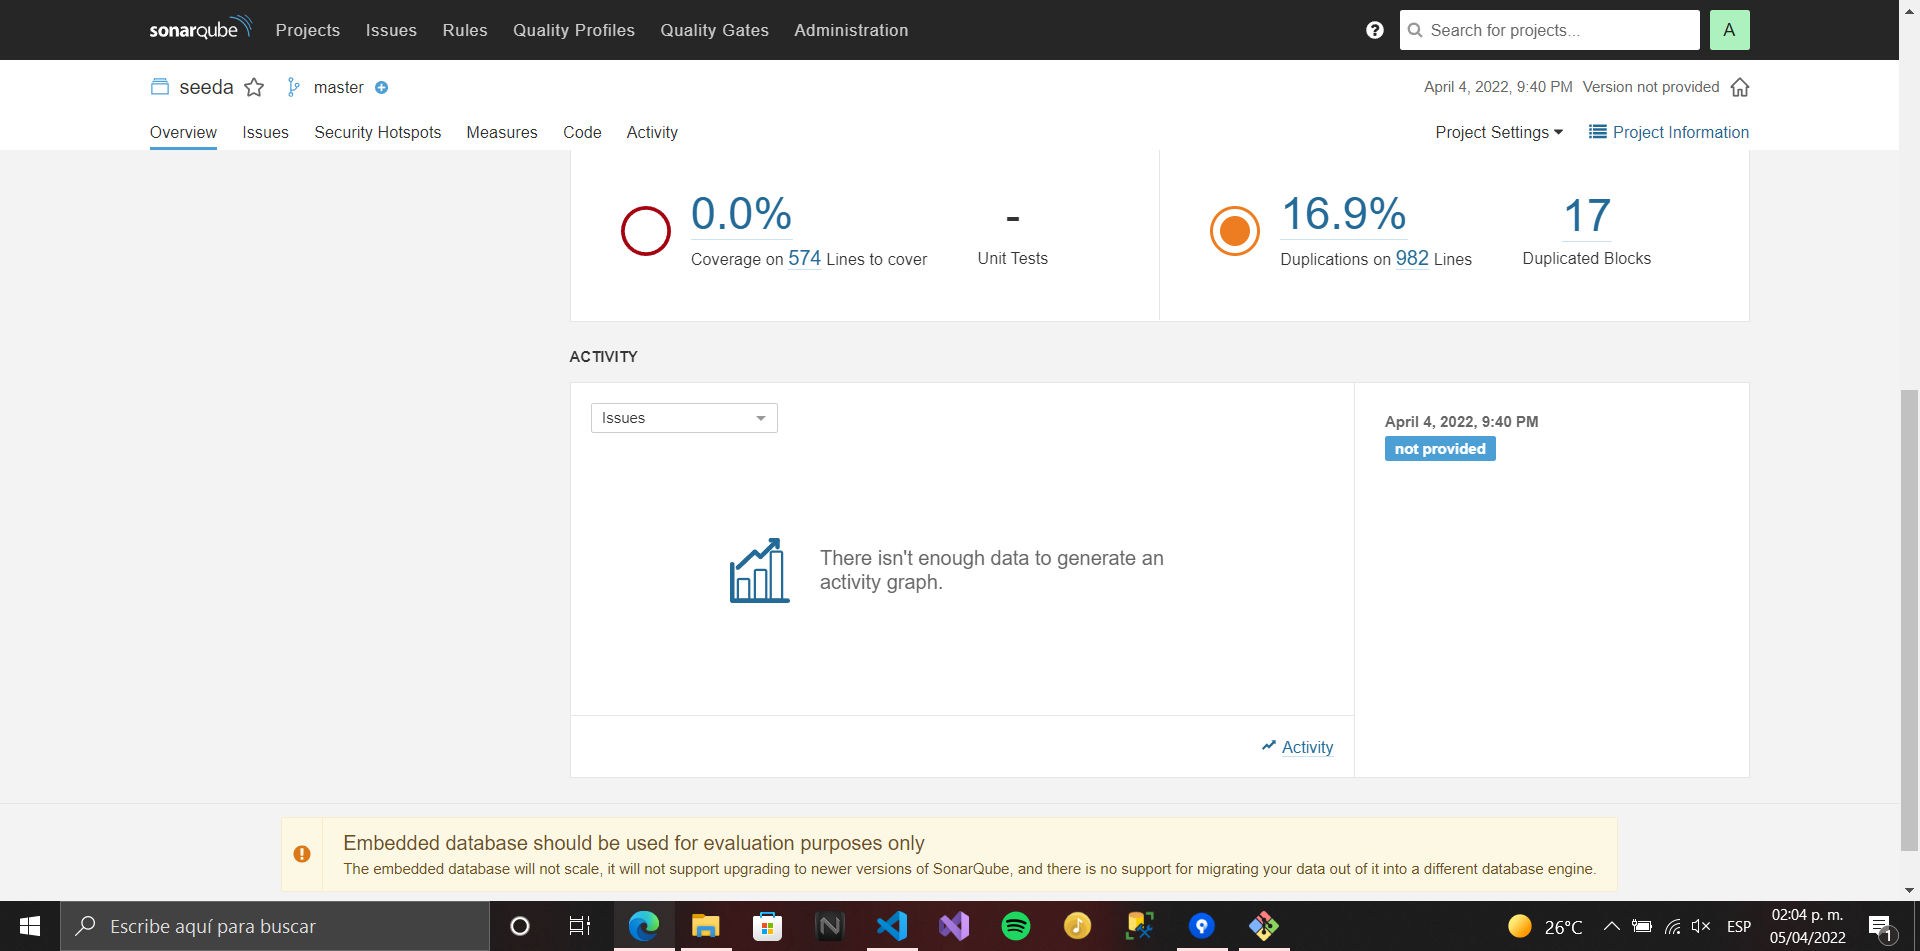 sonarqube Projects Issues Rules Quality Profiles Quality Gates Administration ? Search for projects... A
seeda master April 4, 2022, 9:40 PM Version not provided
Overview Issues Security Hotspots Measures Code Activity Project Settings Project Information
0.0% - 16.9% 17
Coverage on 574 Lines to cover Unit Tests Duplications on 982 Lines Duplicated Blocks
ACTIVITY
Issues April 4, 2022, 9:40 PM
not provided
There isn't enough data to generate an
activity graph.
Activity
Embedded database should be used for evaluation purposes only
The embedded database will not scale, it will not support upgrading to newer versions of SonarQube, and there is no support for migrating your data out of it into a different database engine.
Escribe aquí para buscar 26°C ESP 02:04 p. m.
05/04/2022 1